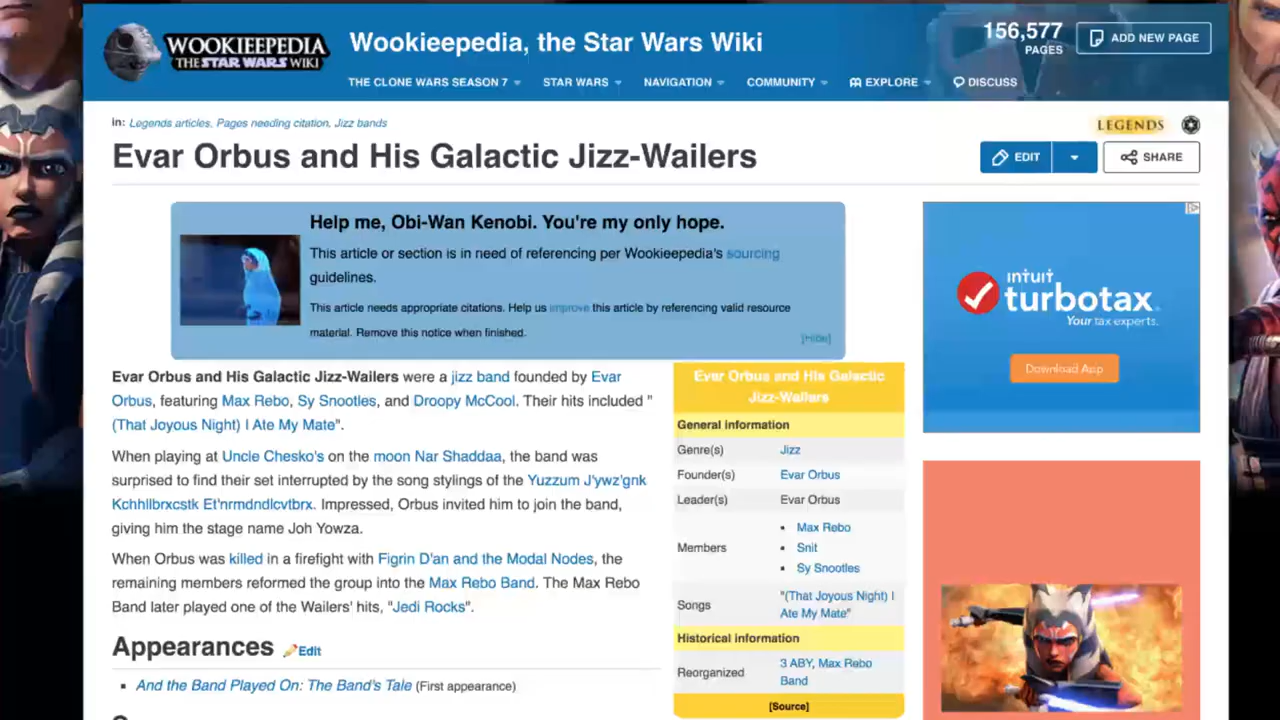 WOOKIEEPEDIA
THE STAR WARS WIKI
Wookieepedia, the Star Wars Wiki
156,577
PAGES
ADD NEW PAGE
THE CLONE WARS SEASON 7
STAR WARS
NAVIGATION
COMMUNITY
EXPLORE
DISCUSS
in: Legends articles, Pages needing citation, Jizz bands
LEGENDS
Evar Orbus and His Galactic Jizz-Wailers
EDIT
SHARE
Help me, Obi-Wan Kenobi. You're my only hope.
This article or section is in need of referencing per Wookieepedia's sourcing
guidelines.
This article needs appropriate citations. Help us improve this article by referencing valid resource
material. Remove this notice when finished.
[Hide]
intuit
turbotax
Your tax experts.
Download App
Evar Orbus and His Galactic Jizz-Wailers were a jizz band founded by Evar
Orbus, featuring Max Rebo, Sy Snootles, and Droopy McCool. Their hits included "
(That Joyous Night) I Ate My Mate".
When playing at Uncle Chesko's on the moon Nar Shaddaa, the band was
surprised to find their set interrupted by the song stylings of the Yuzzum J'ywz'gnk
Kchhllbrxcstk Et'nrmdndlcvtbrx. Impressed, Orbus invited him to join the band,
giving him the stage name Joh Yowza.
When Orbus was killed in a firefight with Figrin D'an and the Modal Nodes, the
remaining members reformed the group into the Max Rebo Band. The Max Rebo
Band later played one of the Wailers' hits, "Jedi Rocks".
Appearances Edit
And the Band Played On: The Band's Tale (First appearance)
Evar Orbus and His Galactic
Jizz-Wailers
General information
Genre(s) Jizz
Founder(s) Evar Orbus
Leader(s) Evar Orbus
Members
Max Rebo
Snit
Sy Snootles
Songs
"(That Joyous Night) I
Ate My Mate"
Historical information
Reorganized
3 ABY, Max Rebo
Band
[Source]